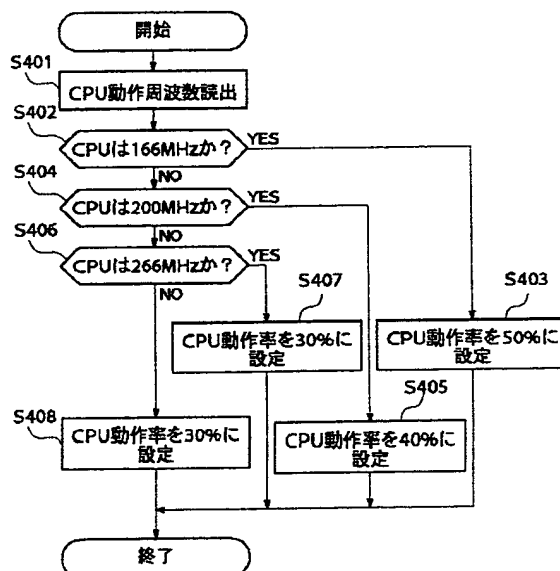 開始
S401
CPU動作周波数読出
S402
CPUは166MHzか?
YES
NO
S404
CPUは200MHzか?
YES
NO
S406
CPUは266MHzか?
YES
NO
S407
CPU動作率を30%に
設定
S403
CPU動作率を50%に
設定
S405
CPU動作率を40%に
設定
S408
CPU動作率を30%に
設定
終了